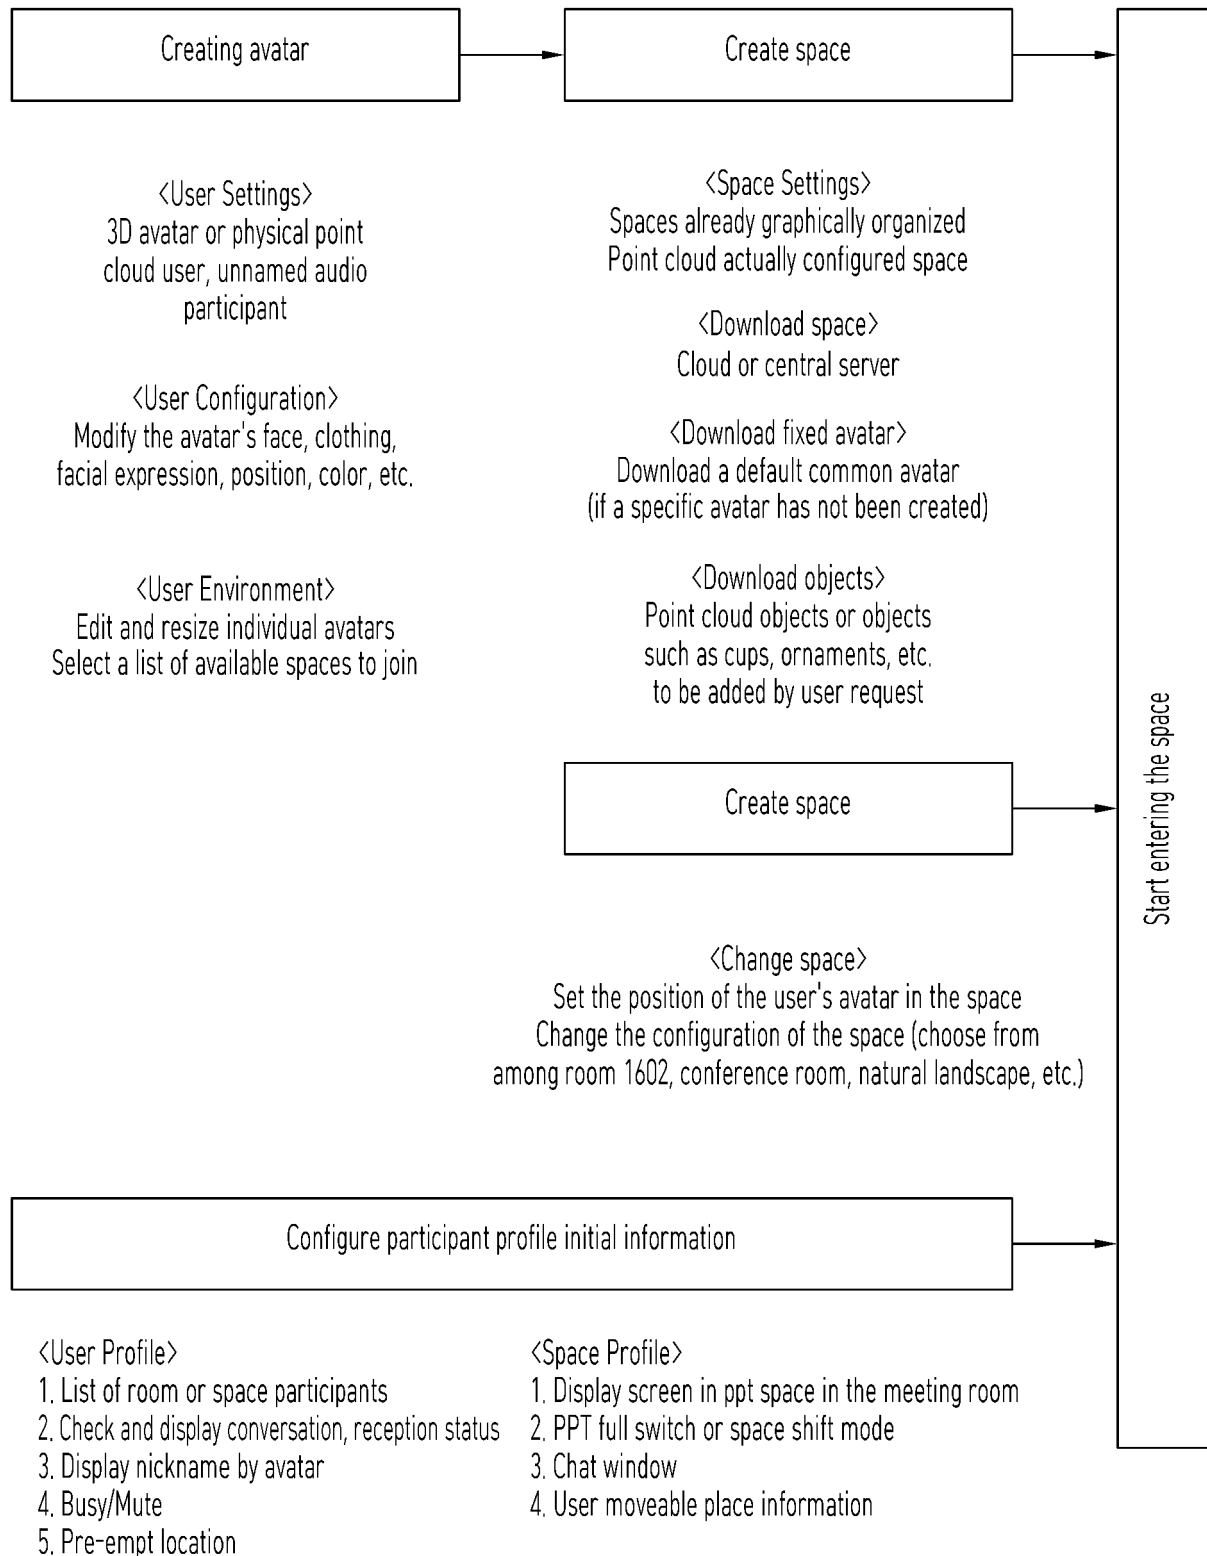 Creating avatar
Create space
<User Settings>
3D avatar or physical point
cloud user, unnamed audio
participant
<User Configuration>
Modify the avatar's face, clothing,
facial expression, position, color, etc.
<User Environment>
Edit and resize individual avatars
Select a list of available spaces to join
<Space Settings>
Spaces already graphically organized
Point cloud actually configured space
<Download space>
Cloud or central server
<Download fixed avatar>
Download a default common avatar
(if a specific avatar has not been created)
<Download objects>
Point cloud objects or objects
such as cups, ornaments, etc.
to be added by user request
Create space
<Change space>
Set the position of the user's avatar in the space
Change the configuration of the space (choose from
among room 1602, conference room, natural landscape, etc.)
Start entering the space
Configure participant profile initial information
<User Profile>
1. List of room or space participants
2. Check and display conversation, reception status
3. Display nickname by avatar
4. Busy/Mute
5. Pre-empt location
<Space Profile>
1. Display screen in ppt space in the meeting room
2. PPT full switch or space shift mode
3. Chat window
4. User moveable place information